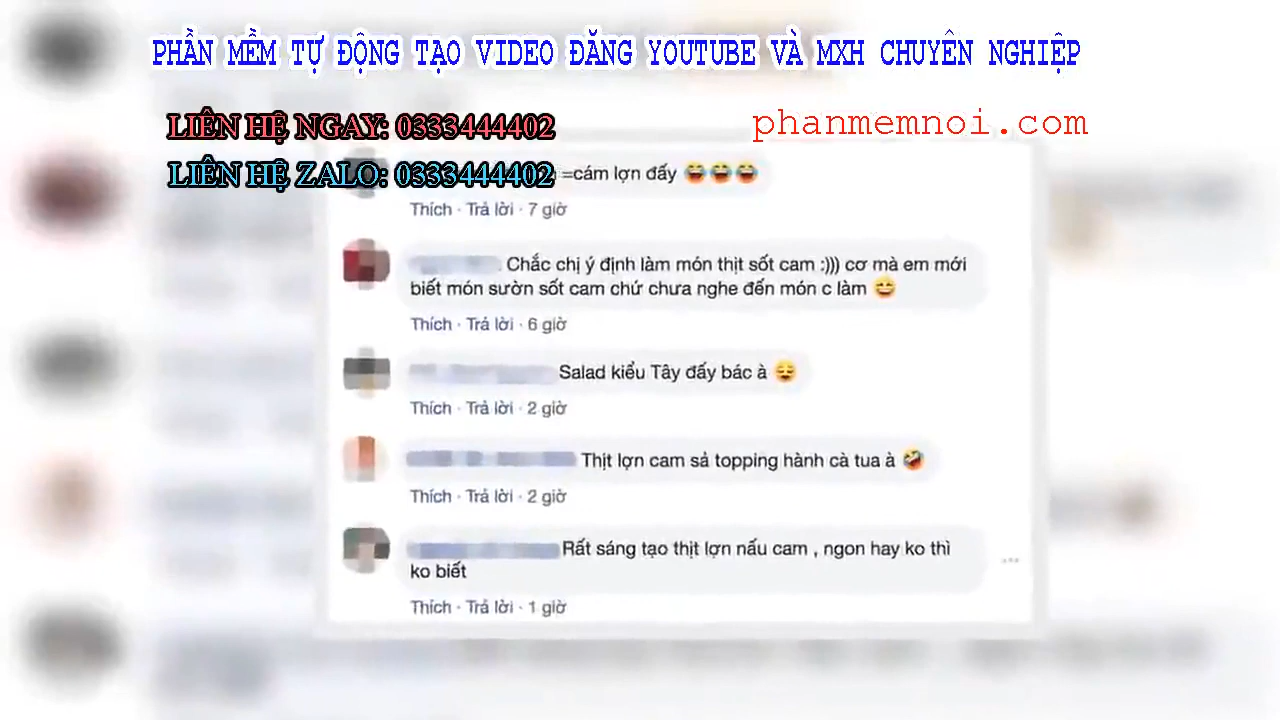 PHẦN MỀM TỰ ĐỘNG TẠO VIDEO ĐĂNG YOUTUBE VÀ MXH CHUYÊN NGHIỆP
LIÊN HỆ NGAY: 0333444402
phanmemnoi.com
LIÊN HỆ ZALO: 0333444402
=cám lợn đấy 😂😂😂
Thích · Trả lời · 7 giờ
Chắc chị ý định làm món thịt sốt cam :))) cơ mà em mới
biết món sườn sốt cam chứ chưa nghe đến món c làm 😄
Thích · Trả lời · 6 giờ
Salad kiểu Tây đấy bác à 😌
Thích · Trả lời · 2 giờ
Thịt lợn cam sả topping hành cà tua à 🤣
Thích · Trả lời · 2 giờ
Rất sáng tạo thịt lợn nấu cam , ngon hay ko thì
ko biết
Thích · Trả lời · 1 giờ